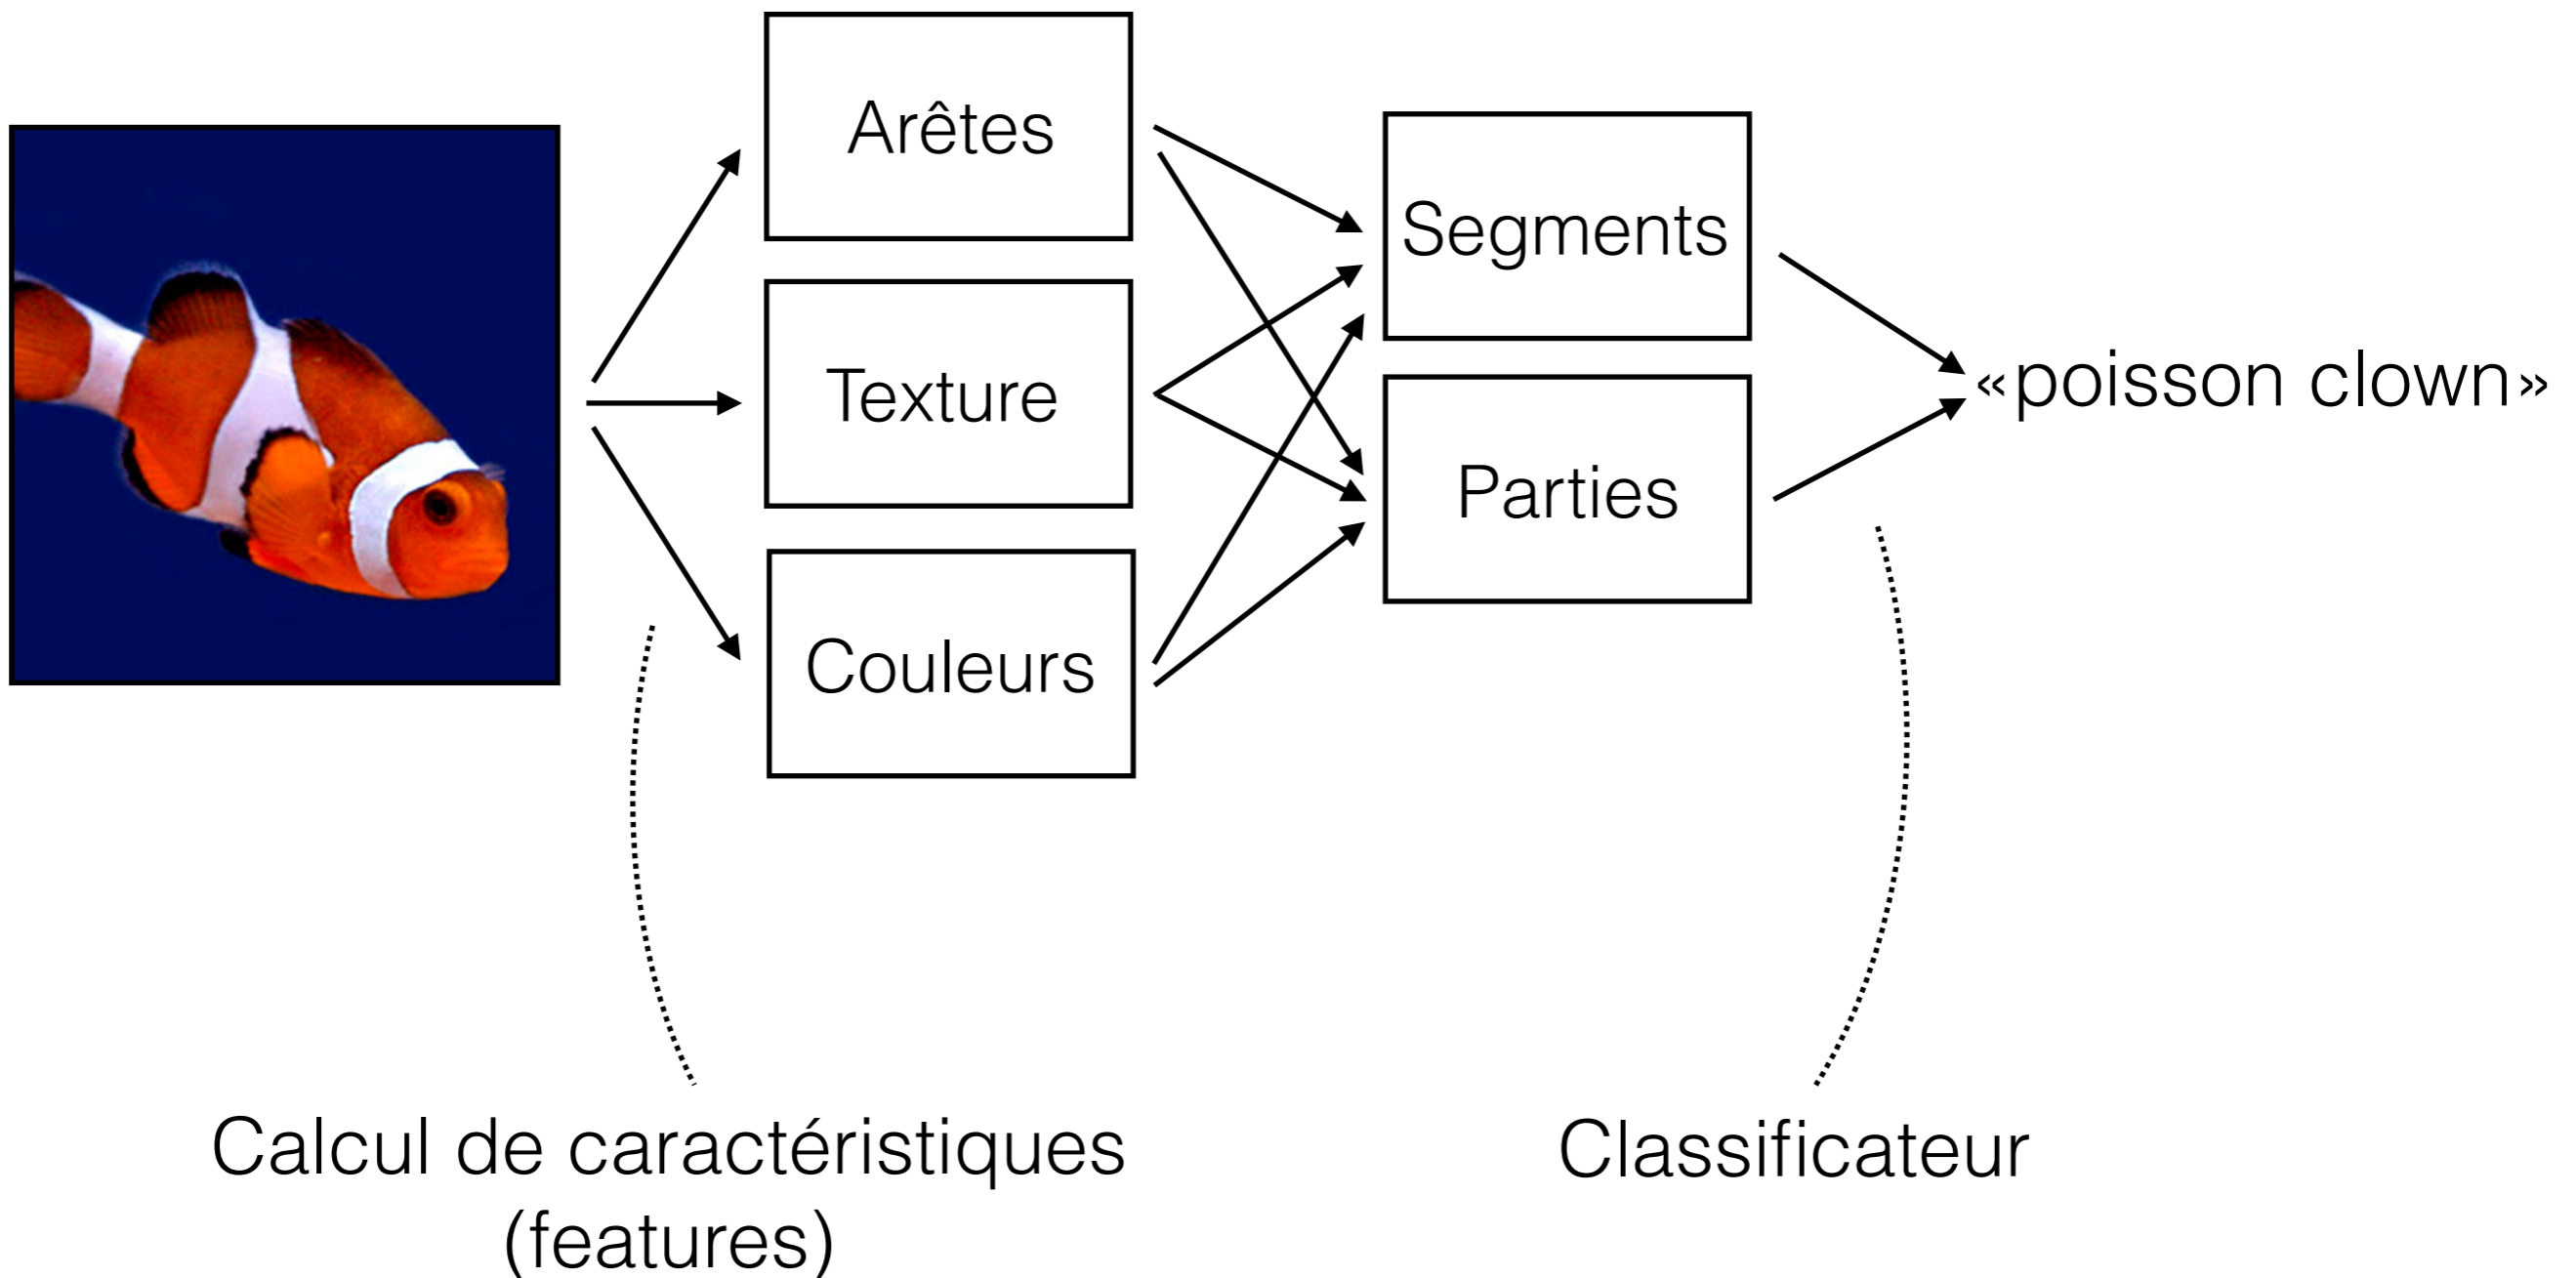 Arêtes
Texture
Couleurs
Segments
Parties
«poisson clown»
Calcul de caractéristiques
(features)
Classificateur